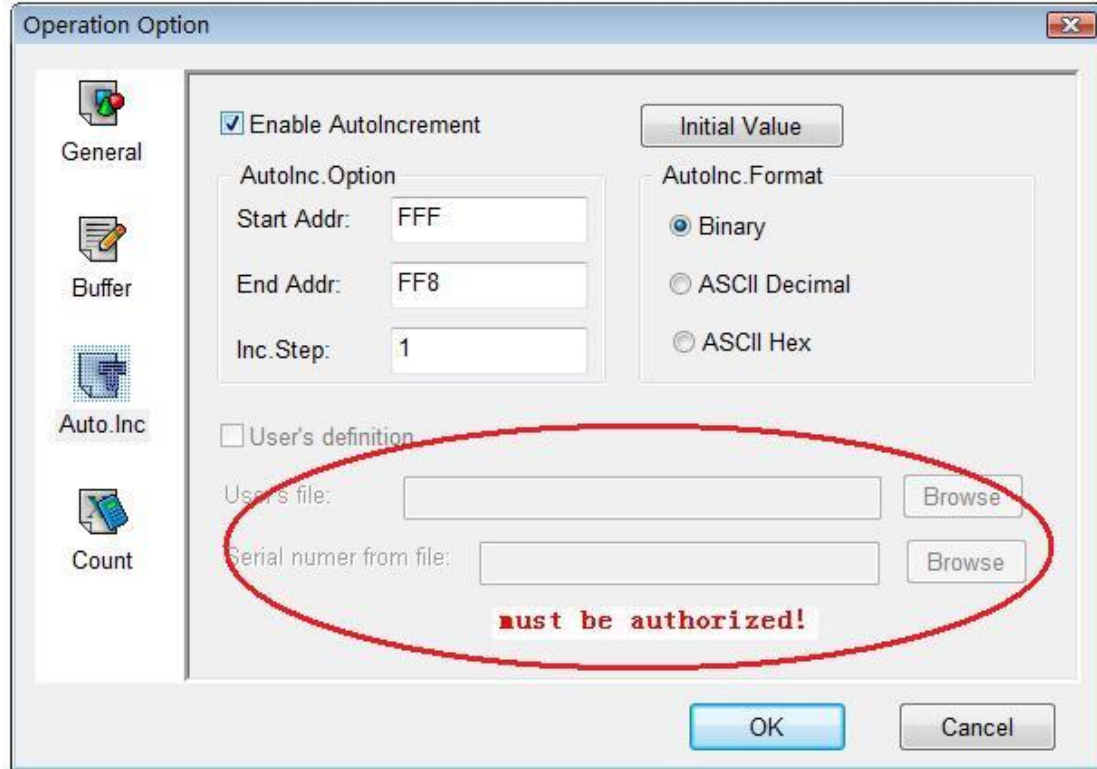 Operation Option
General
Buffer
Auto.Inc
Count
Enable AutoIncrement
Initial Value
AutoInc.Option
Start Addr: FFF
End Addr: FF8
Inc.Step: 1
AutoInc.Format
Binary
ASCII Decimal
ASCII Hex
User's definition
User's file:
Browse
Serial numer from file:
Browse
must be authorized!
OK
Cancel